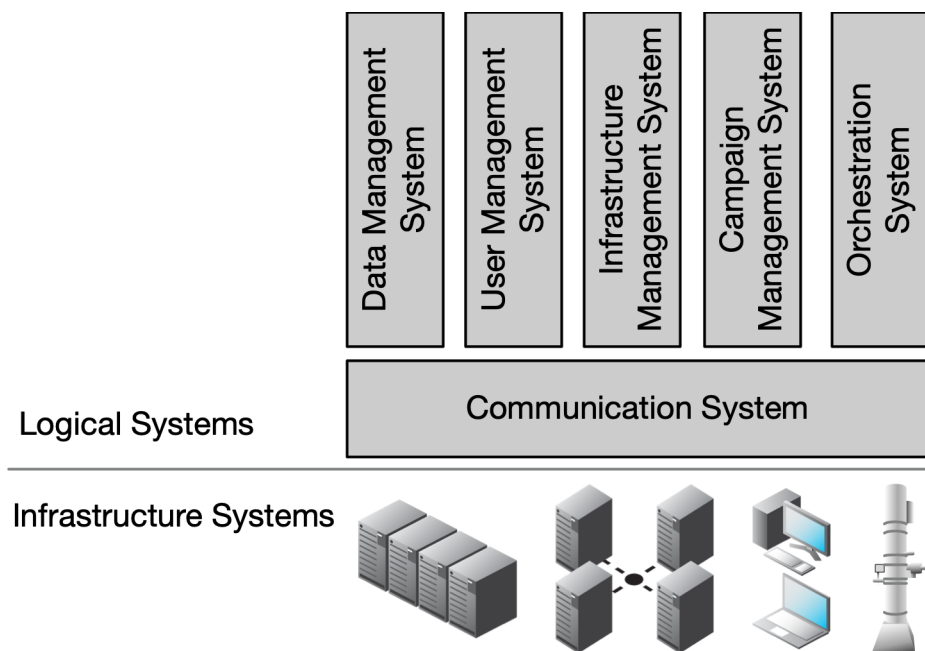 Data Management
System
User Management
System
Infrastructure
Management System
Campaign
Management System
Orchestration
System
Communication System
Logical Systems
Infrastructure Systems